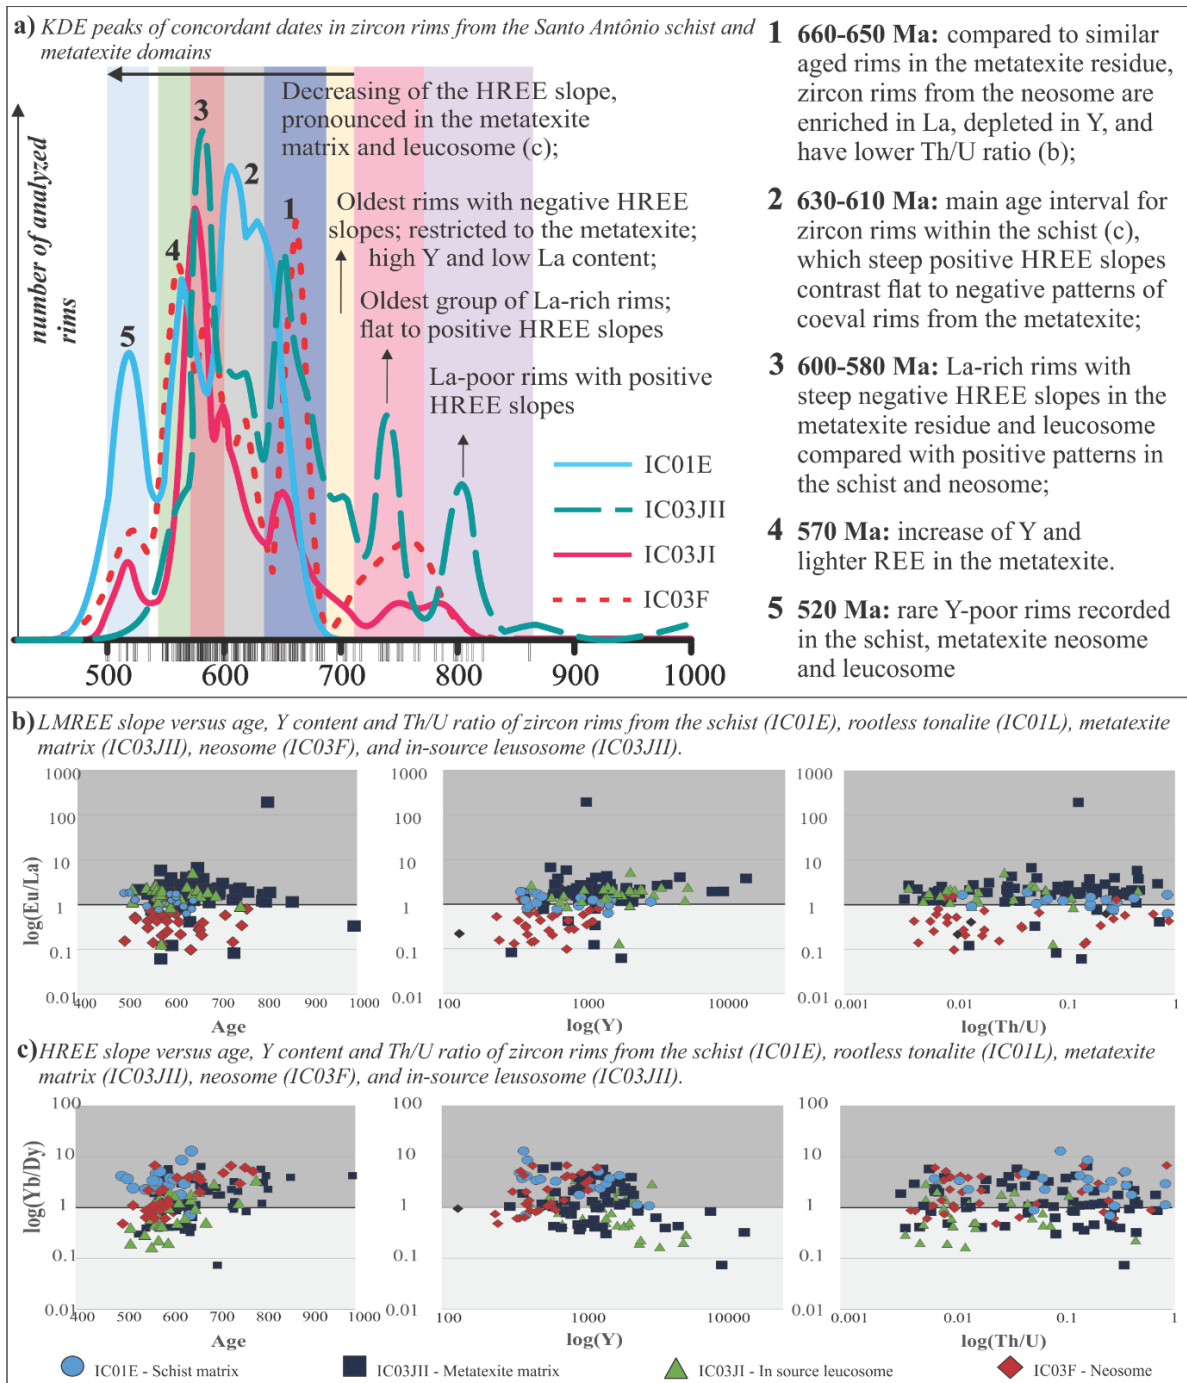 a) KDE peaks of concordant dates in zircon rims from the Santo Antônio schist and
metatexite domains
number of analyzed
rims
Decreasing of the HREE slope,
pronounced in the metatexite
matrix and leucosome (c);
Oldest rims with negative HREE
slopes; restricted to the metatexite;
high Y and low La content;
Oldest group of La-rich rims;
flat to positive HREE slopes
La-poor rims with positive
HREE slopes
1
2
3
4
5
IC01E
IC03JII
IC03JI
IC03F
500 600 700 800 900 1000
1 660-650 Ma: compared to similar
aged rims in the metatexite residue,
zircon rims from the neosome are
enriched in La, depleted in Y, and
have lower Th/U ratio (b);
2 630-610 Ma: main age interval for
zircon rims within the schist (c),
which steep positive HREE slopes
contrast flat to negative patterns of
coeval rims from the metatexite;
3 600-580 Ma: La-rich rims with
steep negative HREE slopes in the
metatexite residue and leucosome
compared with positive patterns in
the schist and neosome;
4 570 Ma: increase of Y and
lighter REE in the metatexite.
5 520 Ma: rare Y-poor rims recorded
in the schist, metatexite neosome
and leucosome
b) LMREE slope versus age, Y content and Th/U ratio of zircon rims from the schist (IC01E), rootless tonalite (IC01L), metatexite
matrix (IC03JII), neosome (IC03F), and in-source leusosome (IC03JII).
log(Eu/La)
1000
100
10
1
0.1
0.01
400 500 600 700 800 900 1000
Age
1000
100
10
1
0.1
0.01
100 1000 10000
log(Y)
1000
100
10
1
0.1
0.01
0.001 0.01 0.1 1
log(Th/U)
c) HREE slope versus age, Y content and Th/U ratio of zircon rims from the schist (IC01E), rootless tonalite (IC01L), metatexite
matrix (IC03JII), neosome (IC03F), and in-source leusosome (IC03JII).
log(Yb/Dy)
100
10
1
0.1
0.01
400 500 600 700 800 900 1000
Age
100
10
1
0.1
0.01
100 1000 10000
log(Y)
100
10
1
0.1
0.01
0.001 0.01 0.1 1
log(Th/U)
IC01E - Schist matrix
IC03JII - Metatexite matrix
IC03JI - In source leucosome
IC03F - Neosome